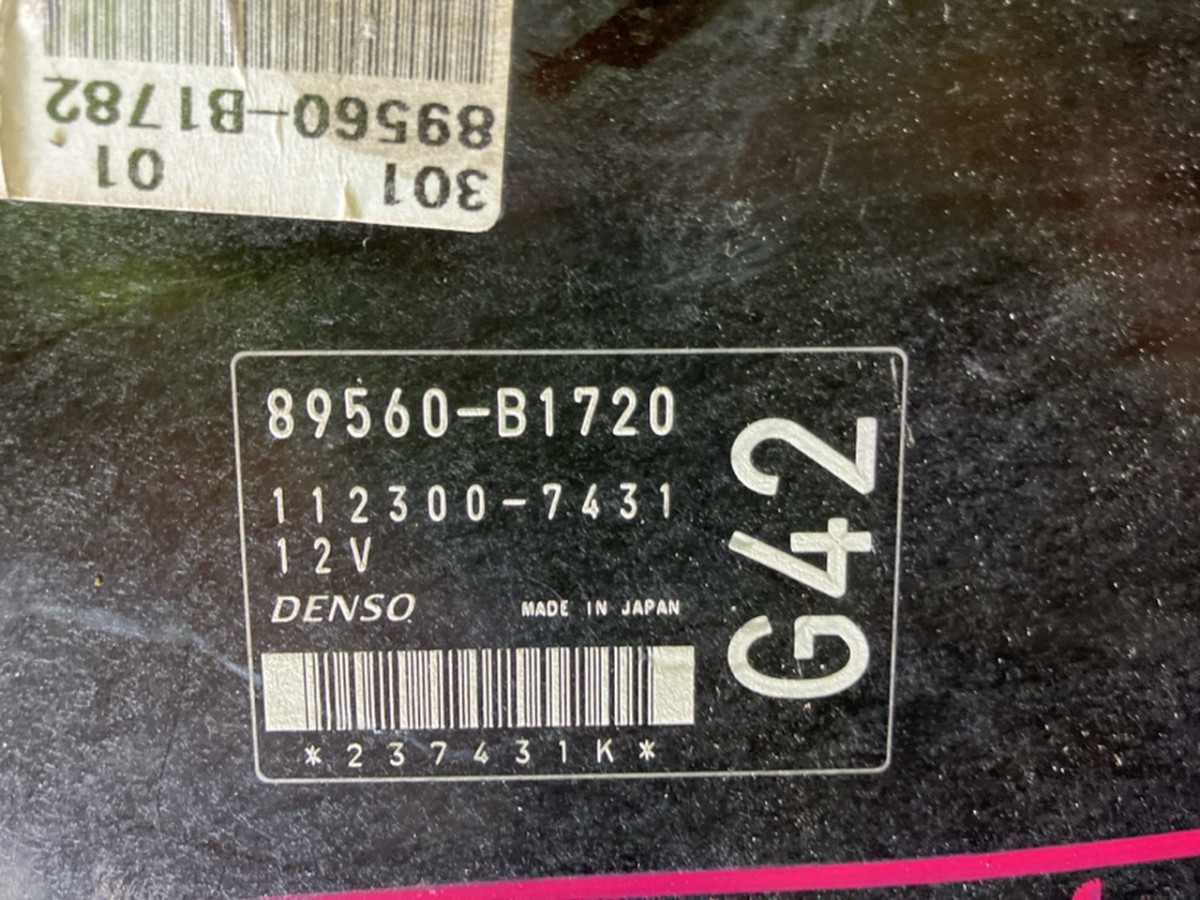 89560-B1782
301 01
89560-B1720
112300-7431
12V
DENSO MADE IN JAPAN
*237431K*
G42